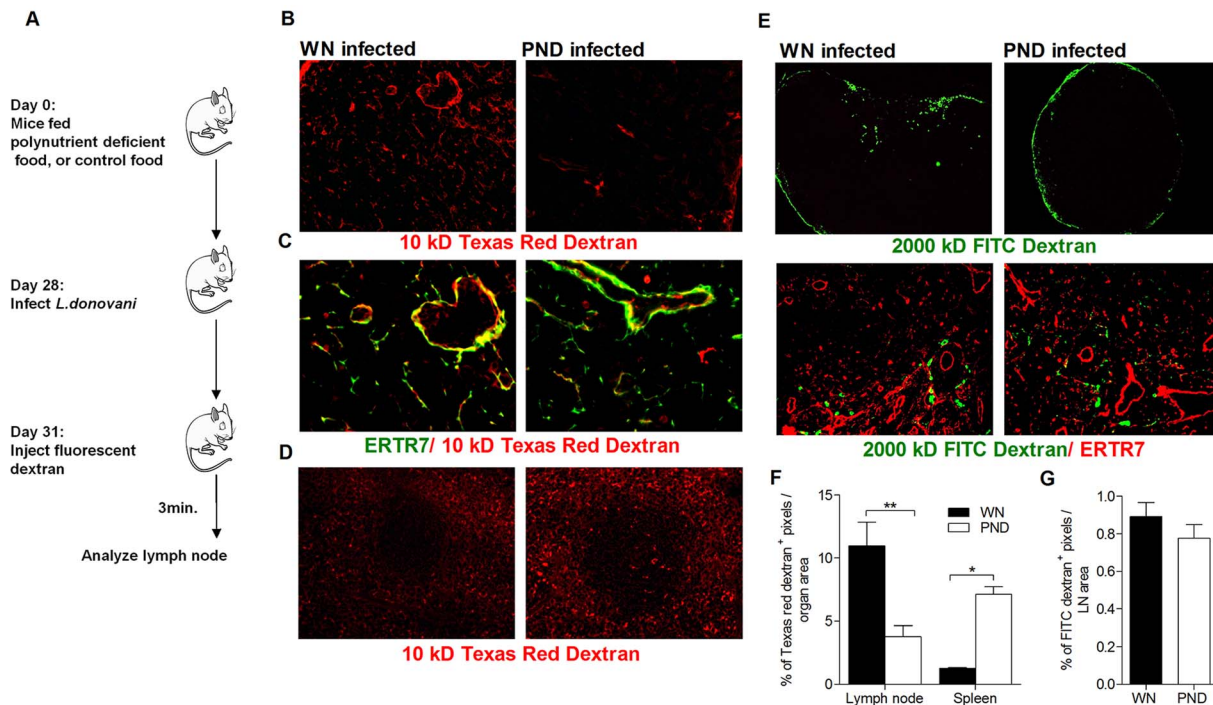 A
Day 0:
Mice fed
polynutrient deficient
food, or control food
Day 28:
Infect L.donovani
Day 31:
Inject fluorescent
dextran
3min.
Analyze lymph node
B
WN infected
PND infected
10 kD Texas Red Dextran
C
ERTR7/ 10 kD Texas Red Dextran
D
10 kD Texas Red Dextran
E
WN infected
PND infected
2000 kD FITC Dextran
2000 kD FITC Dextran/ ERTR7
F
% of Texas red dextran+ pixels /
organ area
15
10
5
0
**
*
WN
PND
Lymph node
Spleen
G
% of FITC dextran+ pixels /
LN area
1.0
0.8
0.6
0.4
0.2
0.0
WN
PND